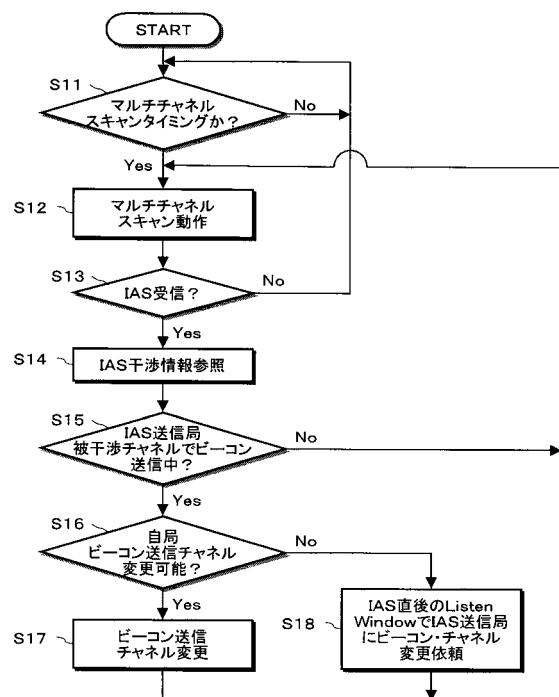 START
S11
マルチチャネル
スキャンタイミングか？
No
Yes
S12
マルチチャネル
スキャン動作
S13
IAS受信？
No
Yes
S14
IAS干渉情報参照
S15
IAS送信局
被干渉チャネルでビーコン
送信中？
No
Yes
S16
自局
ビーコン送信チャネル
変更可能？
No
Yes
S17
ビーコン送信
チャネル変更
S18
IAS直後のListen
WindowでIAS送信局
にビーコン・チャネル
変更依頼